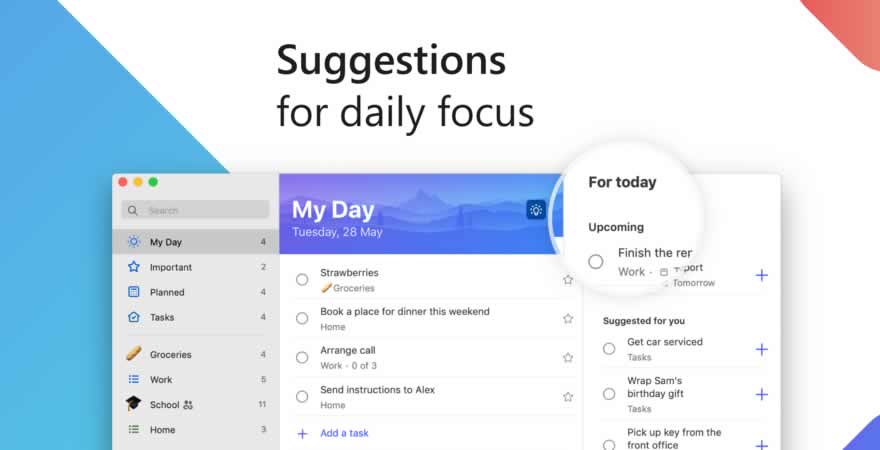 Suggestions
for daily focus
Search
My Day 4
Important 2
Planned 4
Tasks 4
Groceries 4
Work 5
School 11
Home 3
My Day
Tuesday, 28 May
Strawberries
Groceries
Book a place for dinner this weekend
Home
Arrange call
Work · 0 of 3
Send instructions to Alex
Home
+ Add a task
For today
Upcoming
Finish the
Work ·
Tomorrow
Suggested for you
Get car serviced
Tasks
Wrap Sam's
birthday gift
Tasks
Pick up key from the
front office